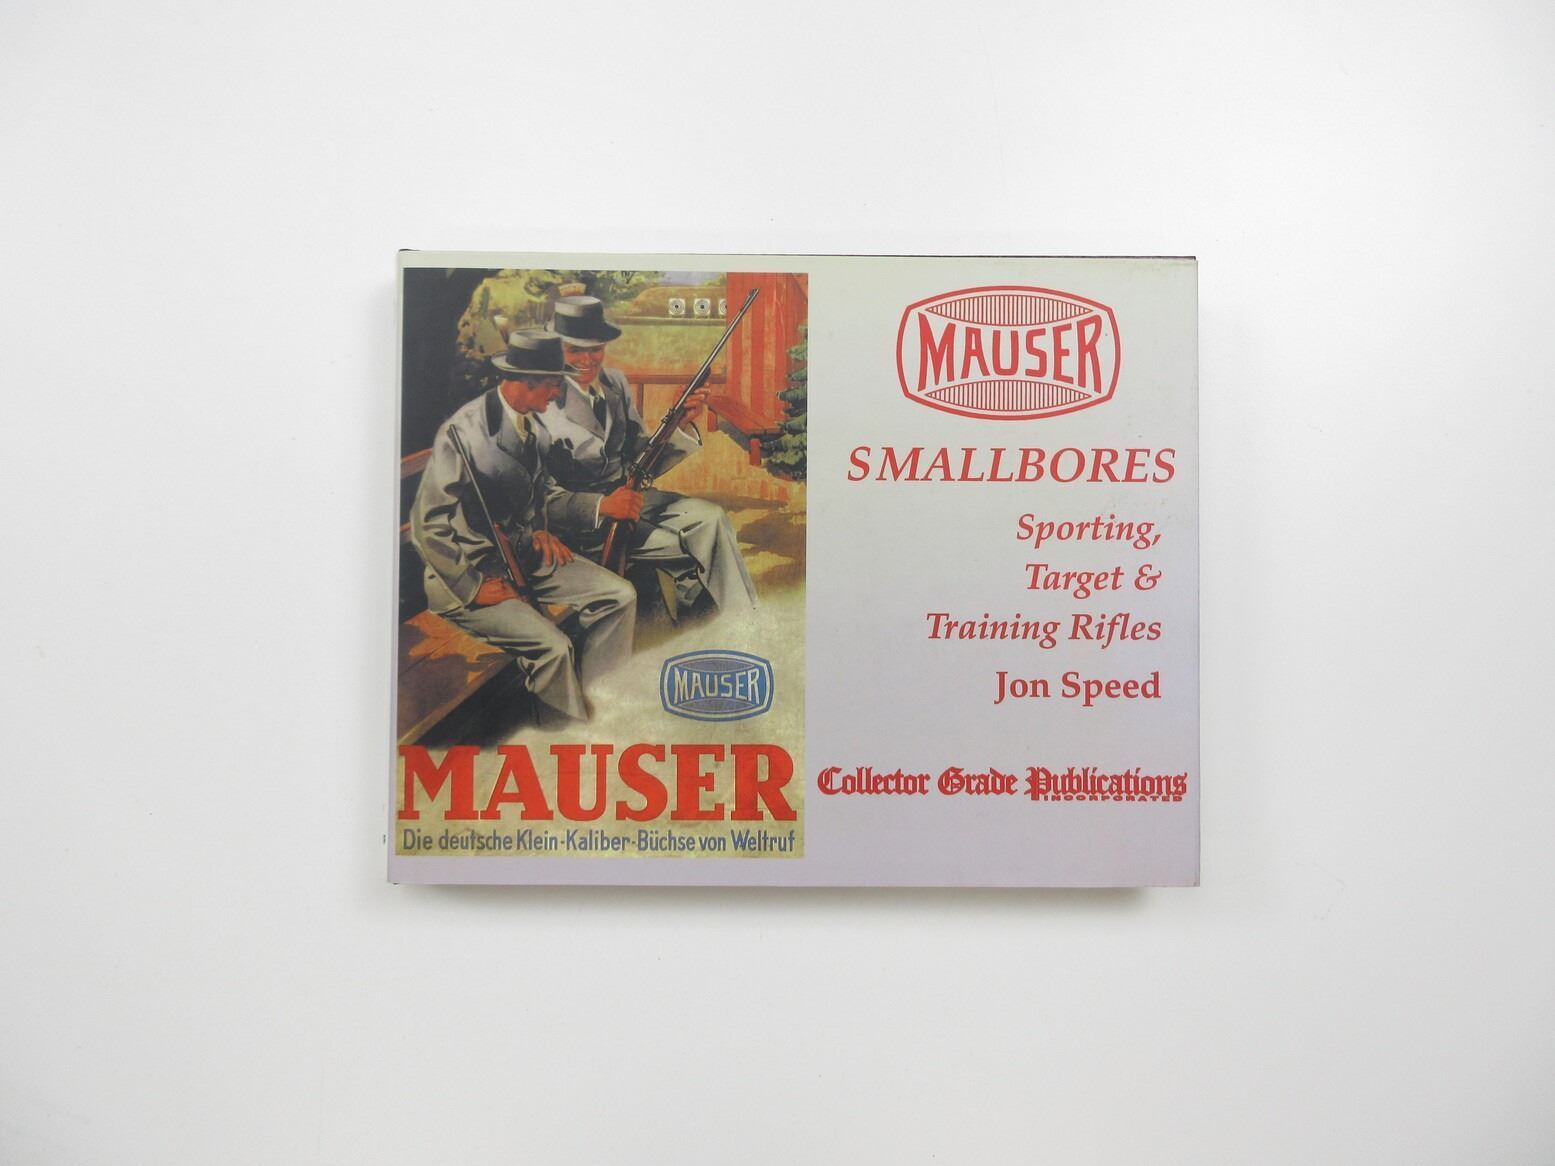 MAUSER
MAUSER
Die deutsche Klein-Kaliber-Büchse von Weltruf
MAUSER
SMALLBORES
Sporting,
Target &
Training Rifles
Jon Speed
Collector Grade Publications
INCORPORATED